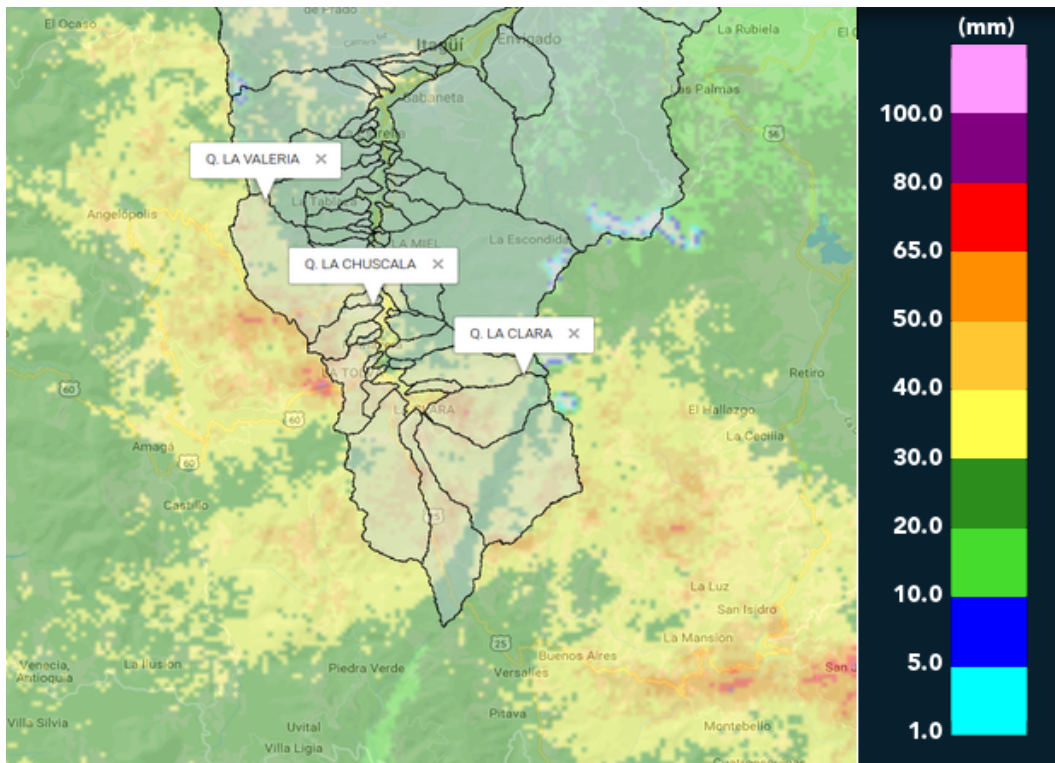 de Prado
El Ocaso
La Rubiela
Envigado
Itagüí
Sabaneta
Las Palmas
56
Q. LA VALERIA ×
La Tablaza
Angelópolis
LA MIEL
La Escondida
Q. LA CHUSCALA ×
Q. LA CLARA ×
60
Retiro
LA CLARA
El Hallazgo
60
La Cecilia
Amagá
60
Castillo
25
La Luz
San Isidro
La Mansión
25
Buenos Aires
Venecia,
Antioquia
La Ilusion
Piedra Verde
Versalles
San J
Pitava
Villa Silvia
Uvital
Montebello
Villa Ligia
(mm)
100.0
80.0
65.0
50.0
40.0
30.0
20.0
10.0
5.0
1.0